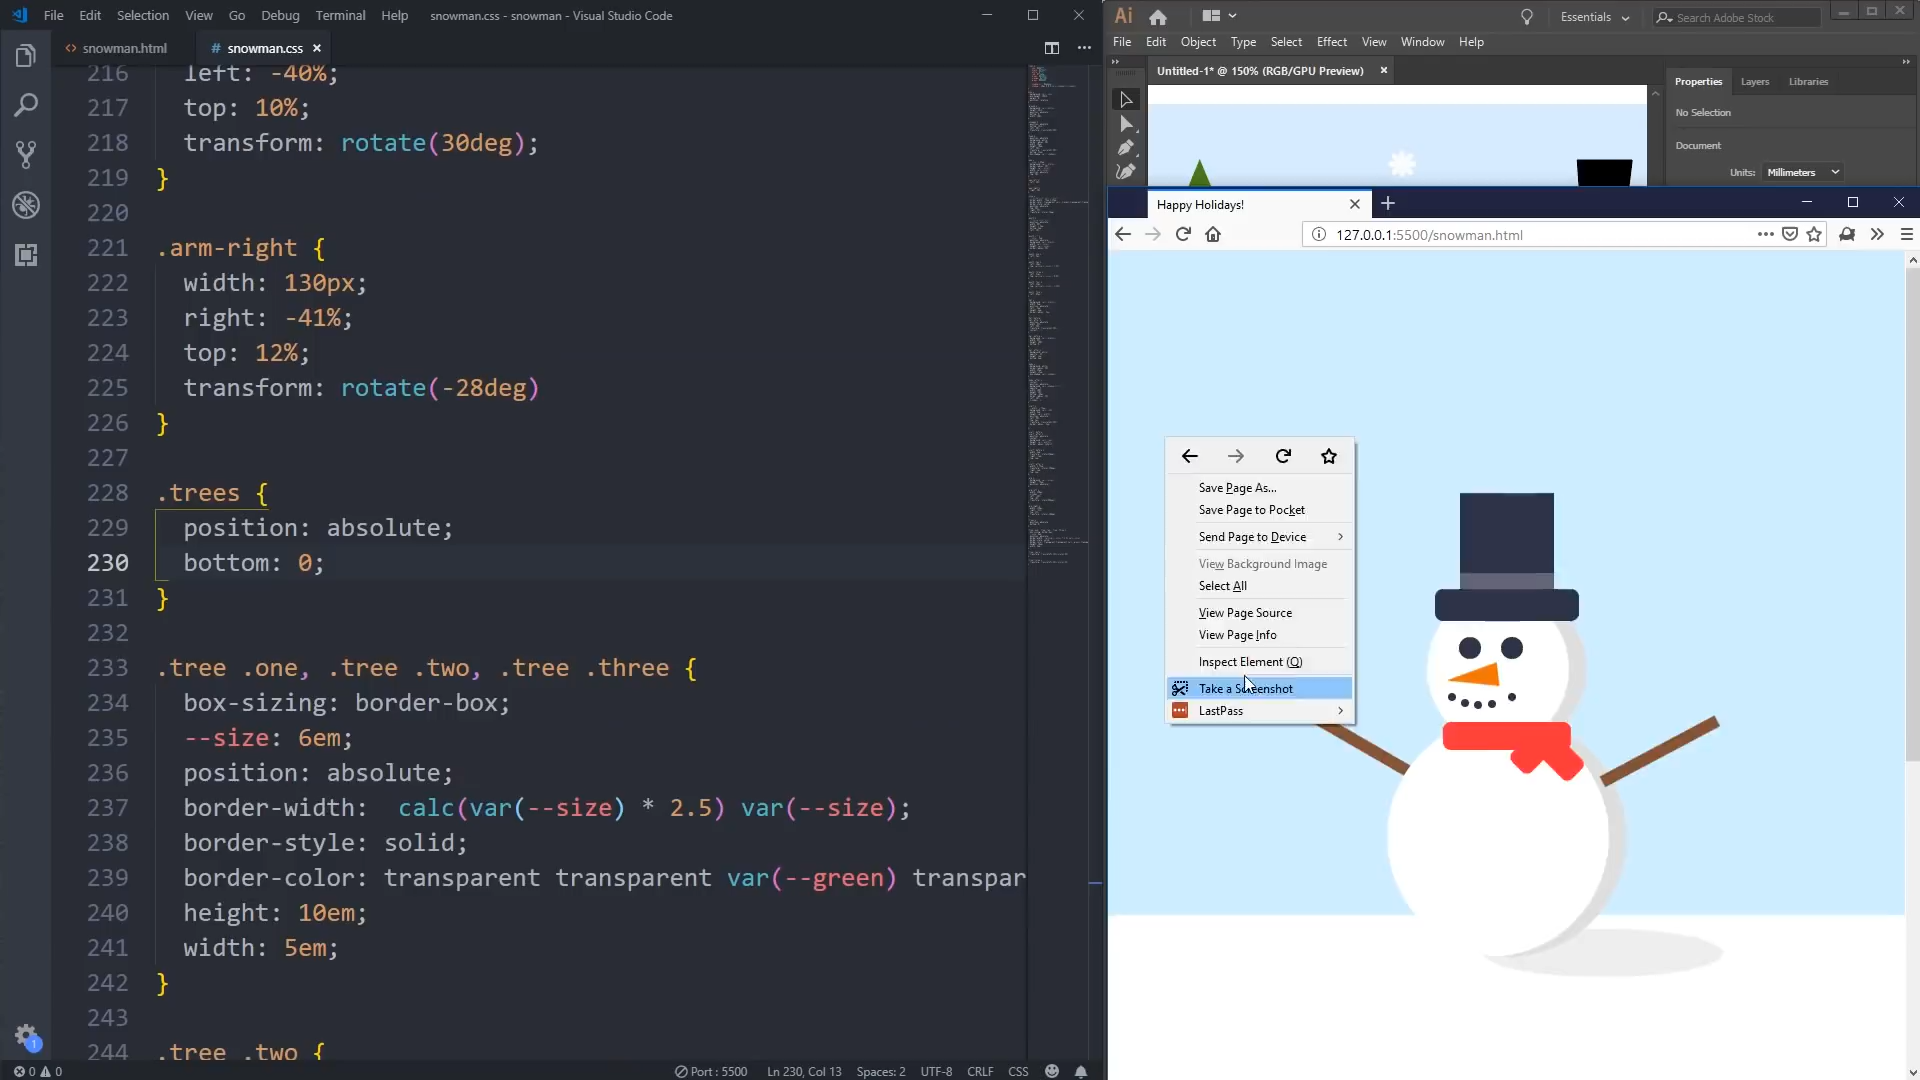 File Edit Selection View Go Debug Terminal Help snowman.css - snowman - Visual Studio Code
snowman.html
# snowman.css
216 left: -40%;
217 top: 10%;
218 transform: rotate(30deg);
219 }
220
221 .arm-right {
222 width: 130px;
223 right: -41%;
224 top: 12%;
225 transform: rotate(-28deg)
226 }
227
228 .trees {
229 position: absolute;
230 bottom: 0;
231 }
232
233 .tree .one, .tree .two, .tree .three {
234 box-sizing: border-box;
235 --size: 6em;
236 position: absolute;
237 border-width:  calc(var(--size) * 2.5) var(--size);
238 border-style: solid;
239 border-color: transparent transparent var(--green) transpar
240 height: 10em;
241 width: 5em;
242 }
243
244 .tree .two {
1
0 0
Port : 5500 Ln 230, Col 13 Spaces: 2 UTF-8 CRLF CSS
Ai
Essentials
Search Adobe Stock
File Edit Object Type Select Effect View Window Help
Untitled-1* @ 150% (RGB/GPU Preview)
Properties Layers Libraries
No Selection
Document
Units: Millimeters
Happy Holidays!
127.0.0.1:5500/snowman.html
Save Page As...
Save Page to Pocket
Send Page to Device
View Background Image
Select All
View Page Source
View Page Info
Inspect Element (Q)
Take a Screenshot
LastPass